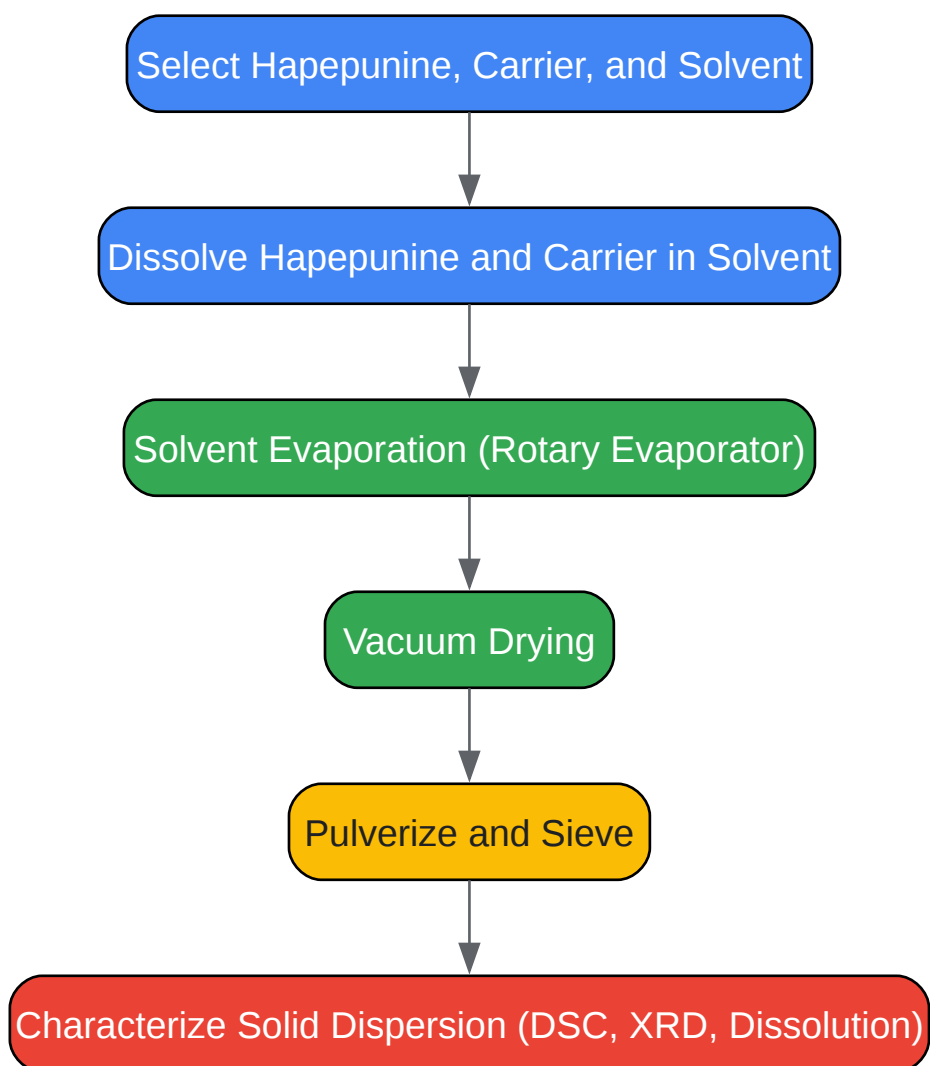 Select Hapepunine, Carrier, and Solvent
Dissolve Hapepunine and Carrier in Solvent
Solvent Evaporation (Rotary Evaporator)
Vacuum Drying
Pulverize and Sieve
Characterize Solid Dispersion (DSC, XRD, Dissolution)